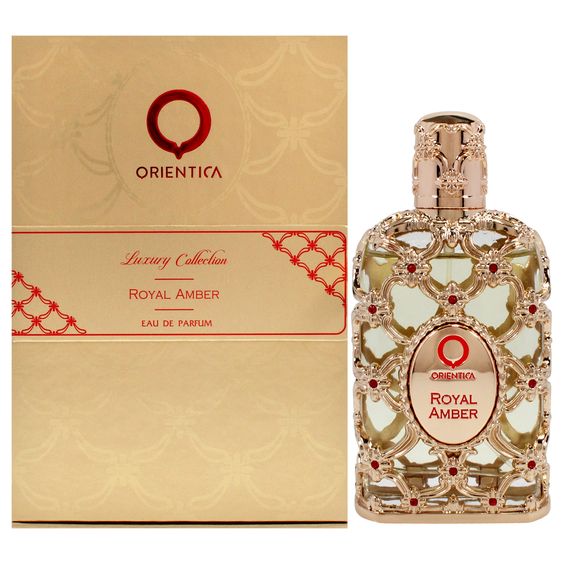 ORIENTICA
Luxury Collection
ROYAL AMBER
EAU DE PARFUM
ORIENTICA
ROYAL
AMBER